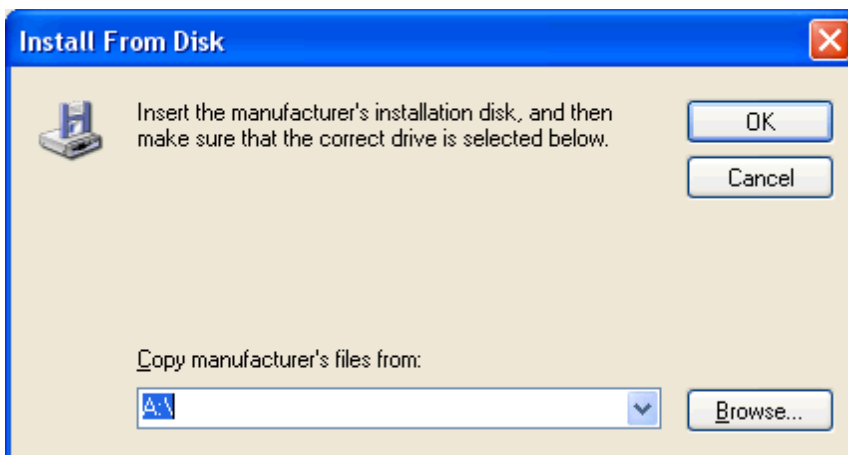 Install From Disk
Insert the manufacturer's installation disk, and then
make sure that the correct drive is selected below.
OK
Cancel
Copy manufacturer's files from:
A:\
Browse...